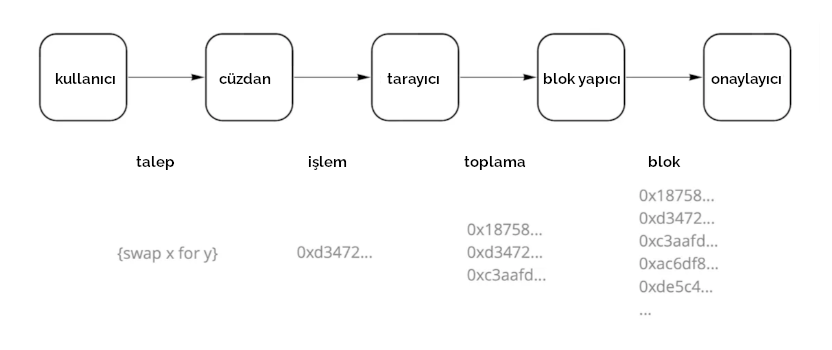 kullanıcı
cüzdan
tarayıcı
blok yapıcı
onaylayıcı
talep
işlem
toplama
blok
{swap x for y}
0xd3472...
0x18758...
0xd3472...
0xc3aafd...
0x18758...
0xd3472...
0xc3aafd...
0xac6df8...
0xde5c4...
...